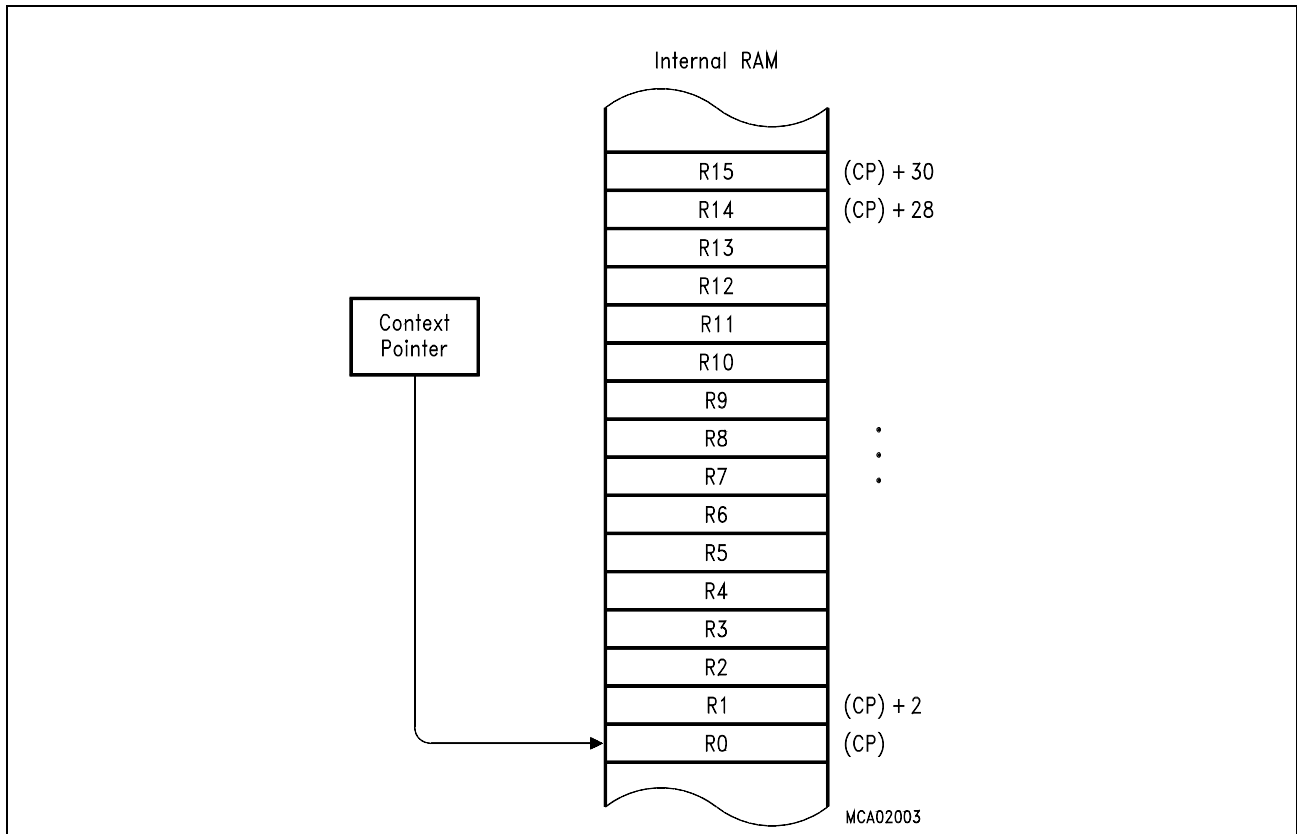 Internal RAM
R15 (CP) + 30
R14 (CP) + 28
R13
R12
Context
Pointer
R11
R10
R9
R8
R7
R6
R5
R4
R3
R2
R1 (CP) + 2
R0 (CP)
MCA02003